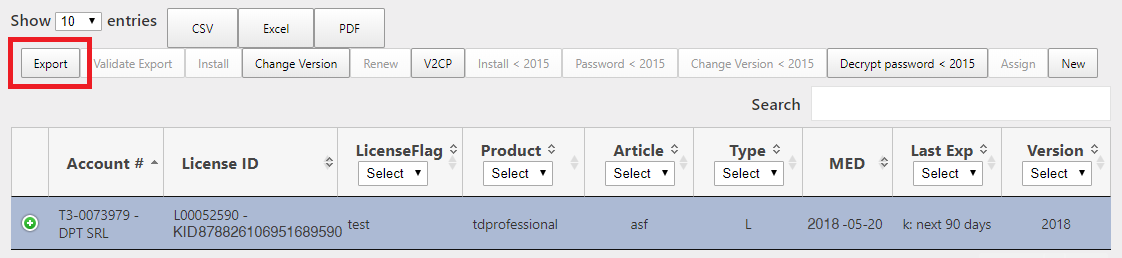 Show 10 entries CSV Excel PDF
Export Validate Export Install Change Version Renew V2CP Install < 2015 Password < 2015 Change Version < 2015 Decrypt password < 2015 Assign New
Search
Account # License ID LicenseFlag Product Article Type MED Last Exp Version
Select Select Select Select Select Select
T3-0073979 - L00052590 - test tdprofessional asf L 2018 -05-20 k: next 90 days 2018
DPT SRL KID878826106951689590